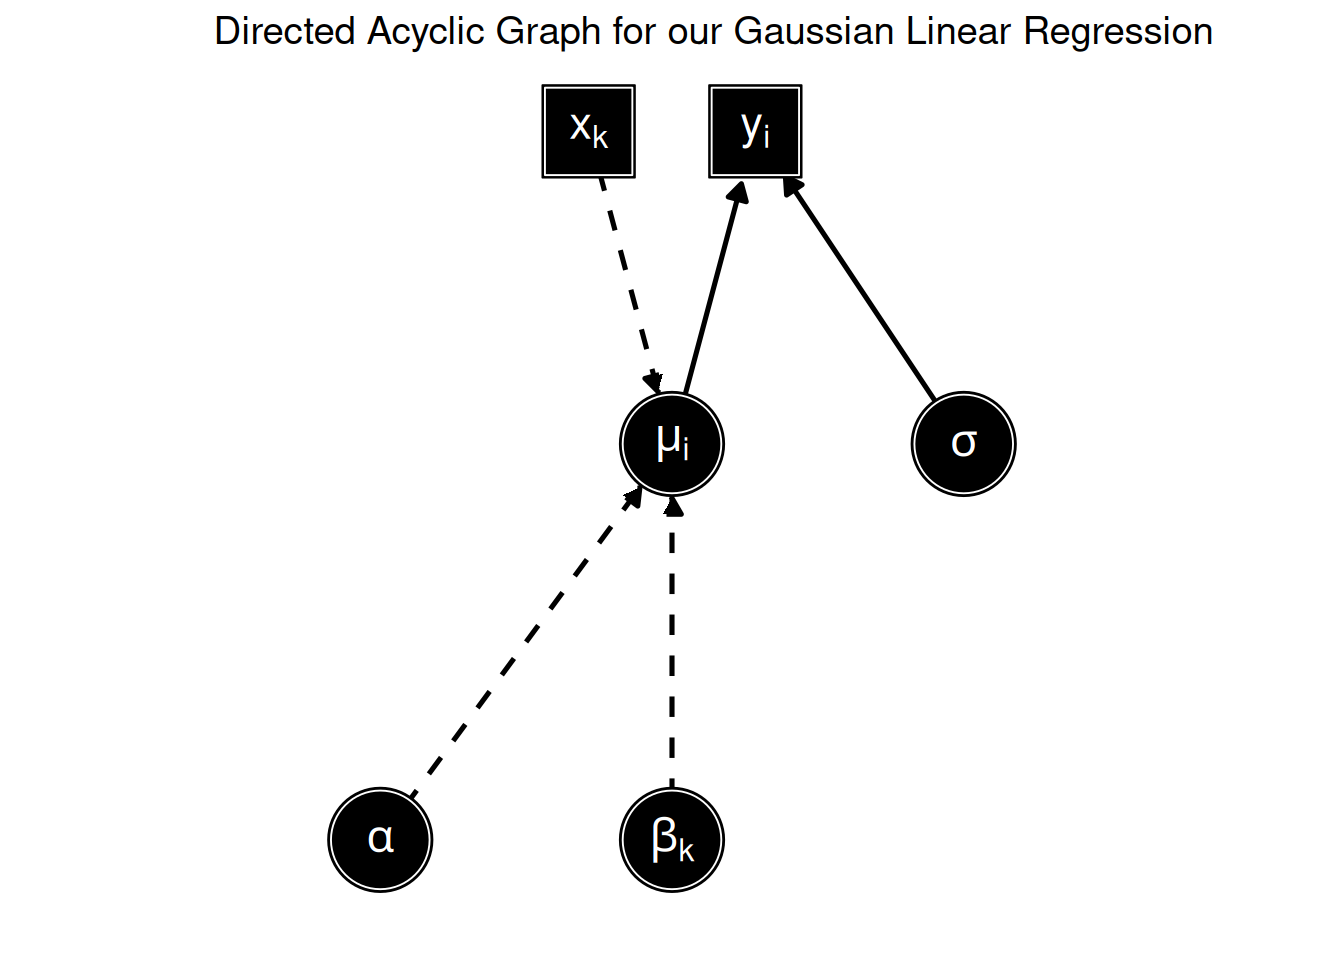 Directed Acyclic Graph for our Gaussian Linear Regression
xₖ
yᵢ
μᵢ
σ
α
βₖ